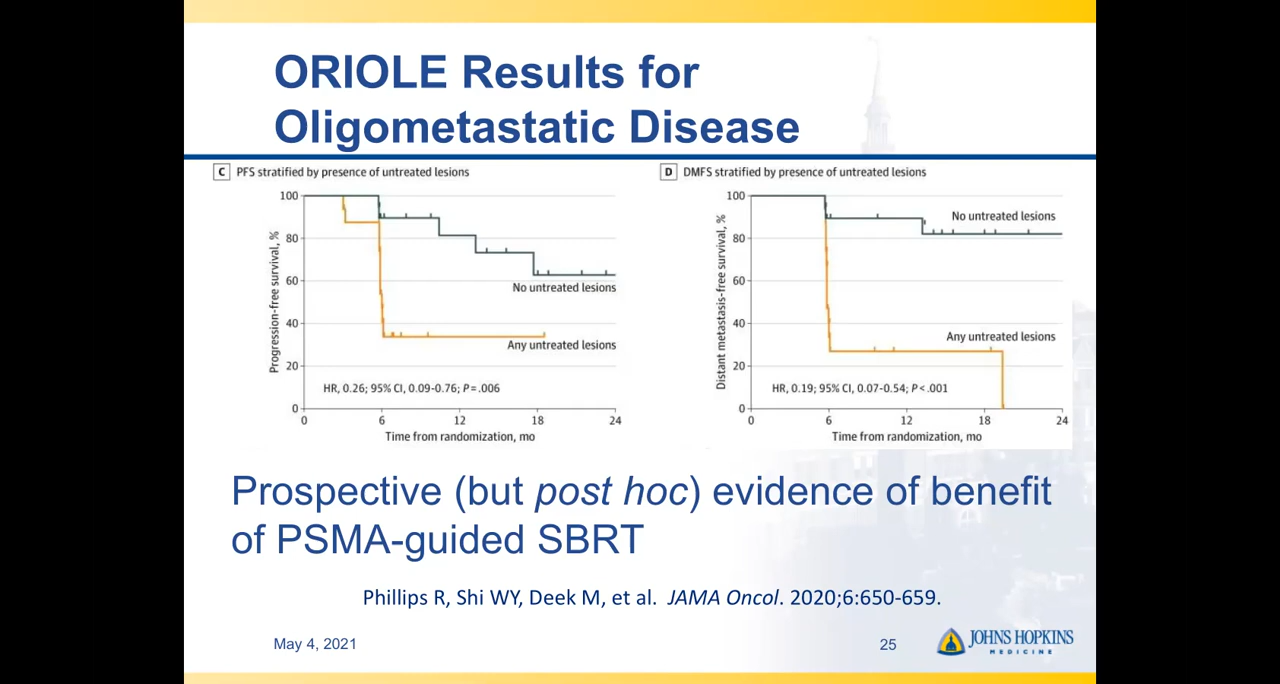 ORIOLE Results for
Oligometastatic Disease
C PFS stratified by presence of untreated lesions
Progression-free survival, %
100
80
60
40
20
0
No untreated lesions
Any untreated lesions
HR, 0.26; 95% CI, 0.09-0.76; P=.006
0 6 12 18 24
Time from randomization, mo
D DMFS stratified by presence of untreated lesions
Distant metastasis-free survival, %
100
80
60
40
20
0
No untreated lesions
Any untreated lesions
HR, 0.19; 95% CI, 0.07-0.54; P<.001
0 6 12 18 24
Time from randomization, mo
Prospective (but post hoc) evidence of benefit
of PSMA-guided SBRT
Phillips R, Shi WY, Deek M, et al. JAMA Oncol. 2020;6:650-659.
May 4, 2021
25
JOHNS HOPKINS
MEDICINE